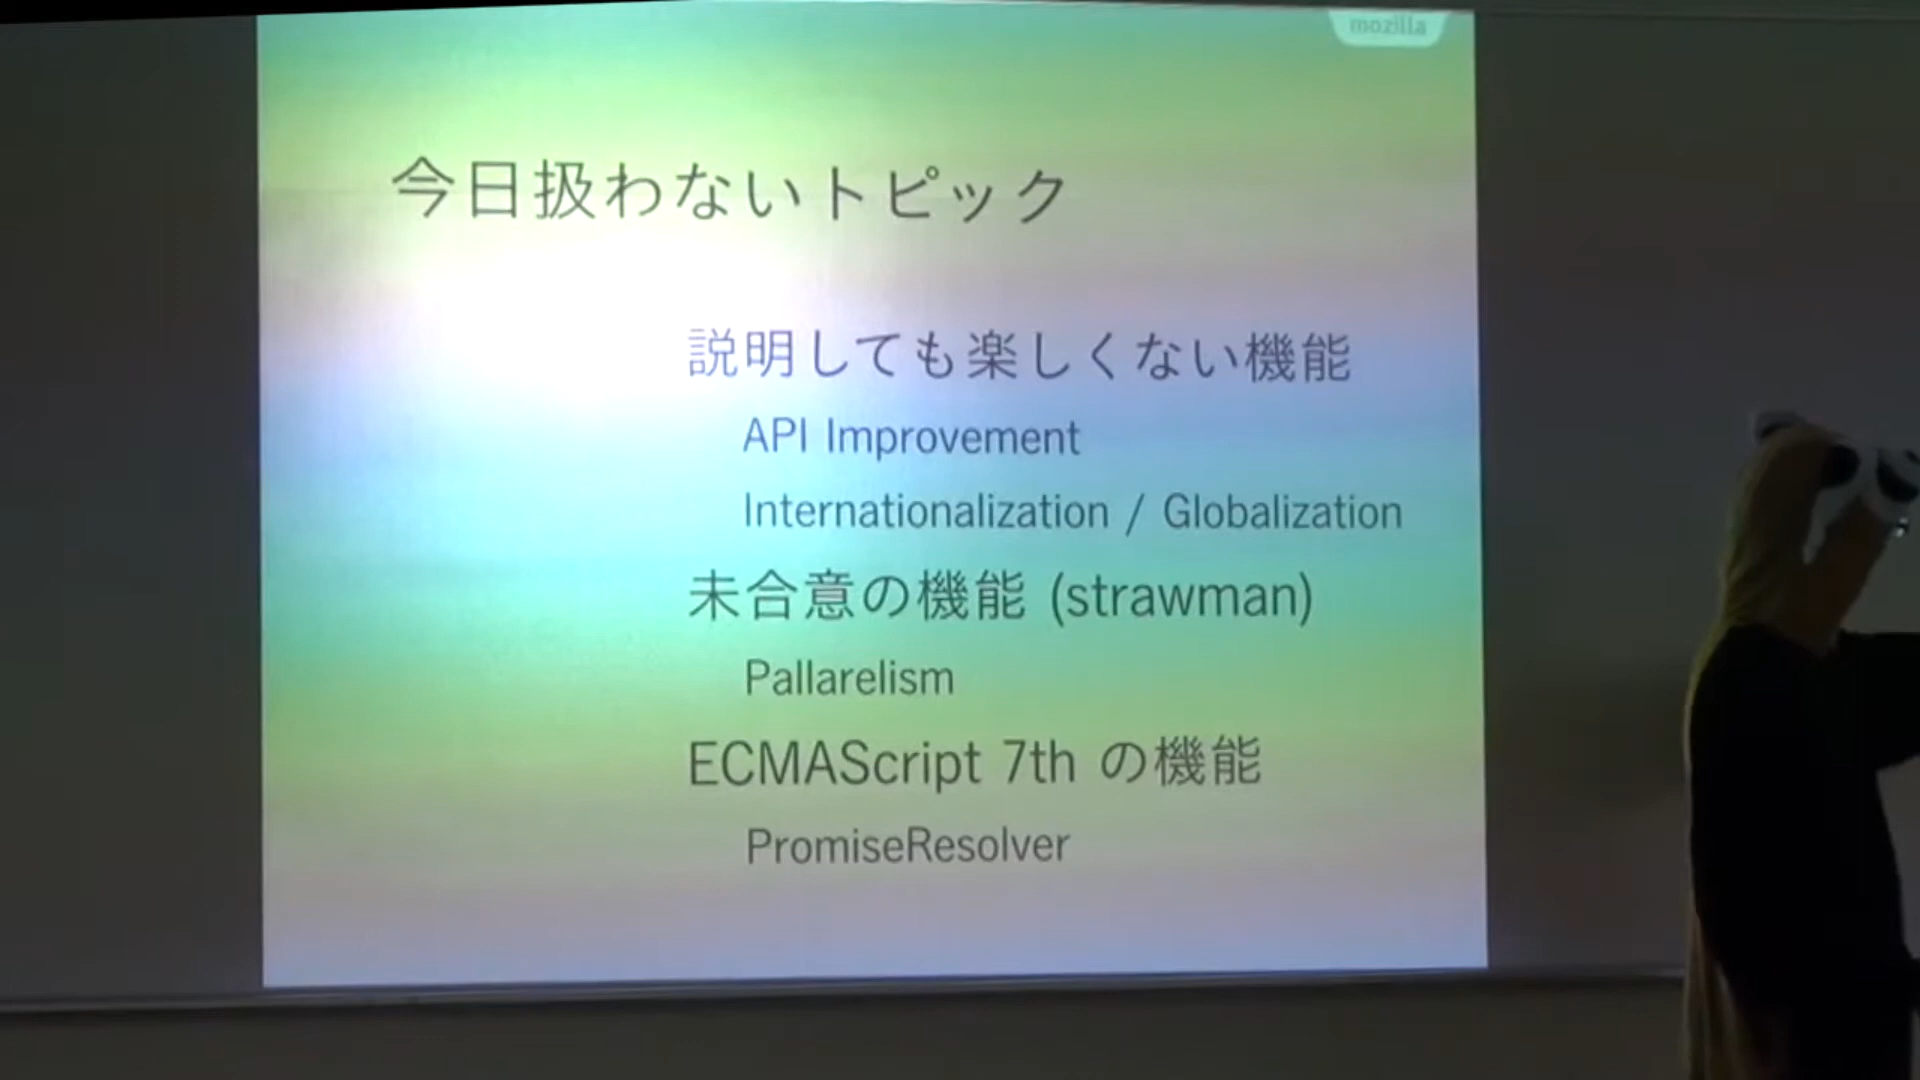 mozilla
今日扱わないトピック
説明しても楽しくない機能
API Improvement
Internationalization / Globalization
未合意の機能 (strawman)
Pallarelism
ECMAScript 7th の機能
PromiseResolver